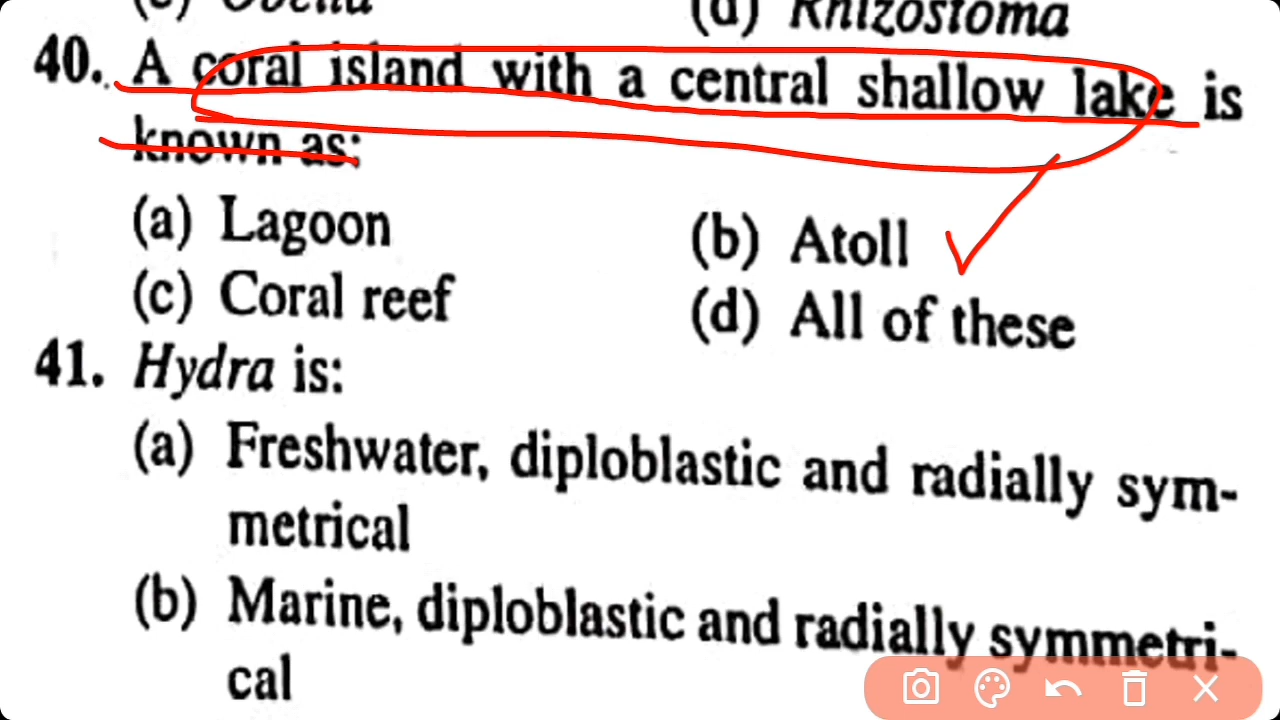 (c) Obelia (d) Rhizostoma
40. A coral island with a central shallow lake is
known as:
(a) Lagoon (b) Atoll
(c) Coral reef (d) All of these
41. Hydra is:
(a) Freshwater, diploblastic and radially sym-
metrical
(b) Marine, diploblastic and radially symmetri-
cal